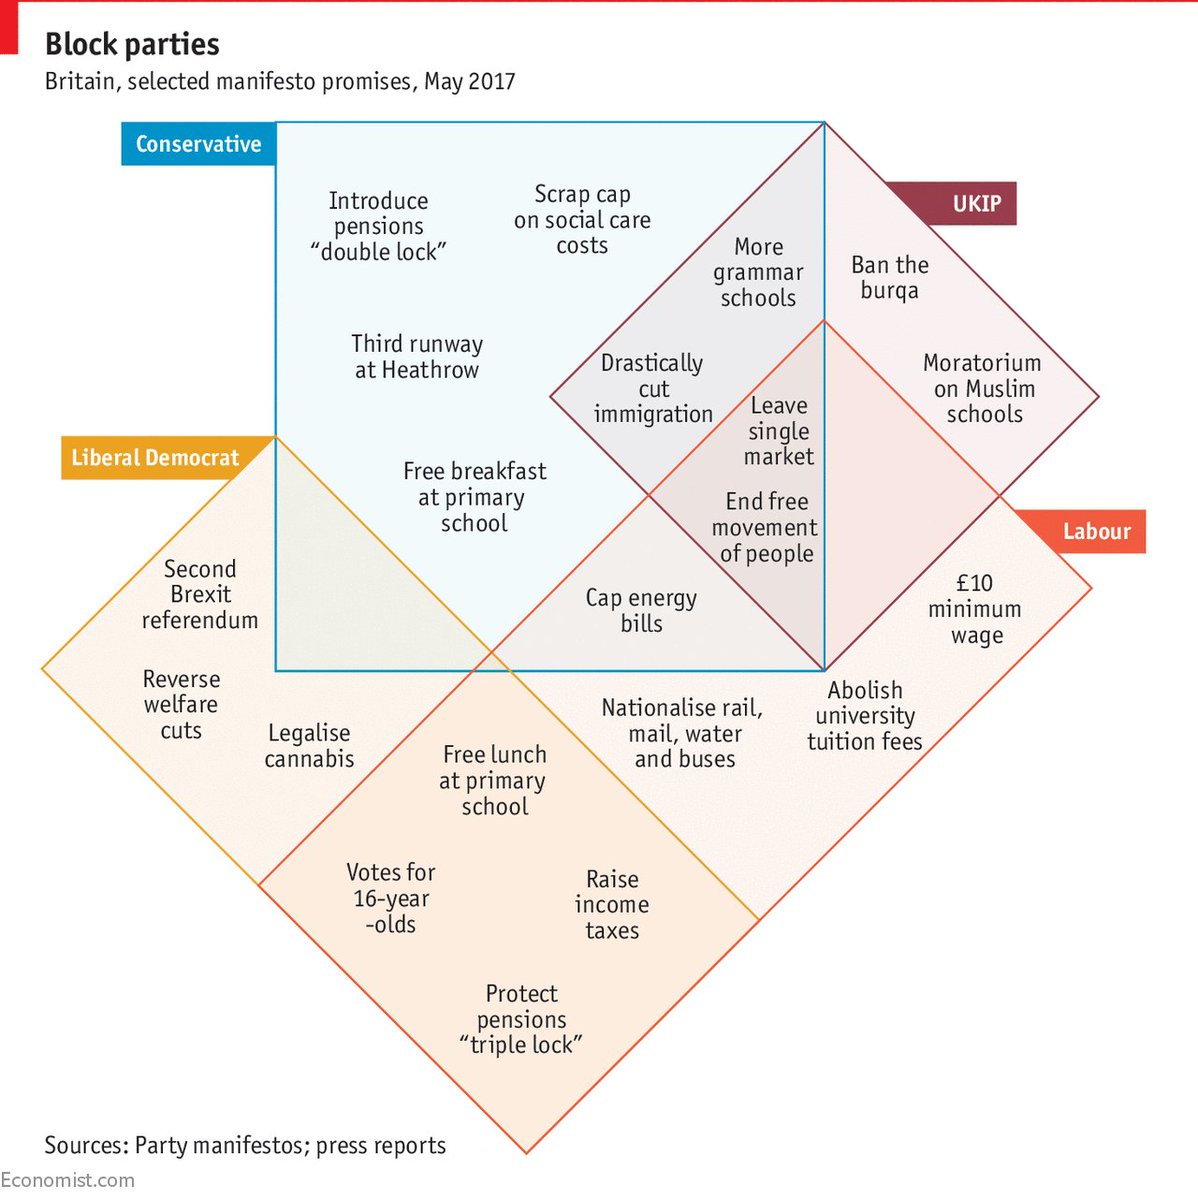 Block parties
Britain, selected manifesto promises, May 2017
Conservative
Introduce
pensions
“double lock”
Scrap cap
on social care
costs
UKIP
More
grammar
schools
Ban the
burqa
Third runway
at Heathrow
Drastically
cut
immigration
Moratorium
on Muslim
schools
Leave
single
market
Liberal Democrat
Free breakfast
at primary
school
End free
movement
of people
Labour
Second
Brexit
referendum
Cap energy
bills
£10
minimum
wage
Reverse
welfare
cuts
Legalise
cannabis
Nationalise rail,
mail, water
and buses
Abolish
university
tuition fees
Free lunch
at primary
school
Votes for
16-year
-olds
Raise
income
taxes
Protect
pensions
“triple lock”
Sources: Party manifestos; press reports
Economist.com